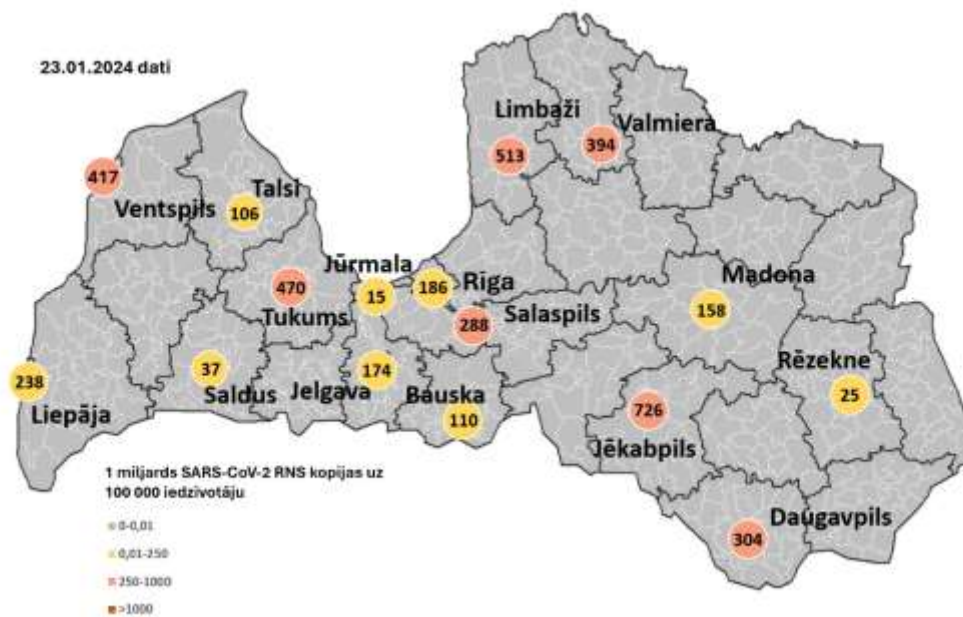 23.01.2024 dati
Limbaži
Valmiera
513
394
417
Talsi
Ventspils
106
Jūrmala
Rīga
Madona
470
15
186
Tukums
288
Salaspils
158
Rēzekne
238
37
174
25
Liepāja
Saldus
Jelgava
Bauska
110
726
Jēkabpils
1 miljards SARS-CoV-2 RNS kopijas uz
100 000 iedzīvotāju
304
Daugavpils
0-0,01
0,01-250
250-1000
>1000